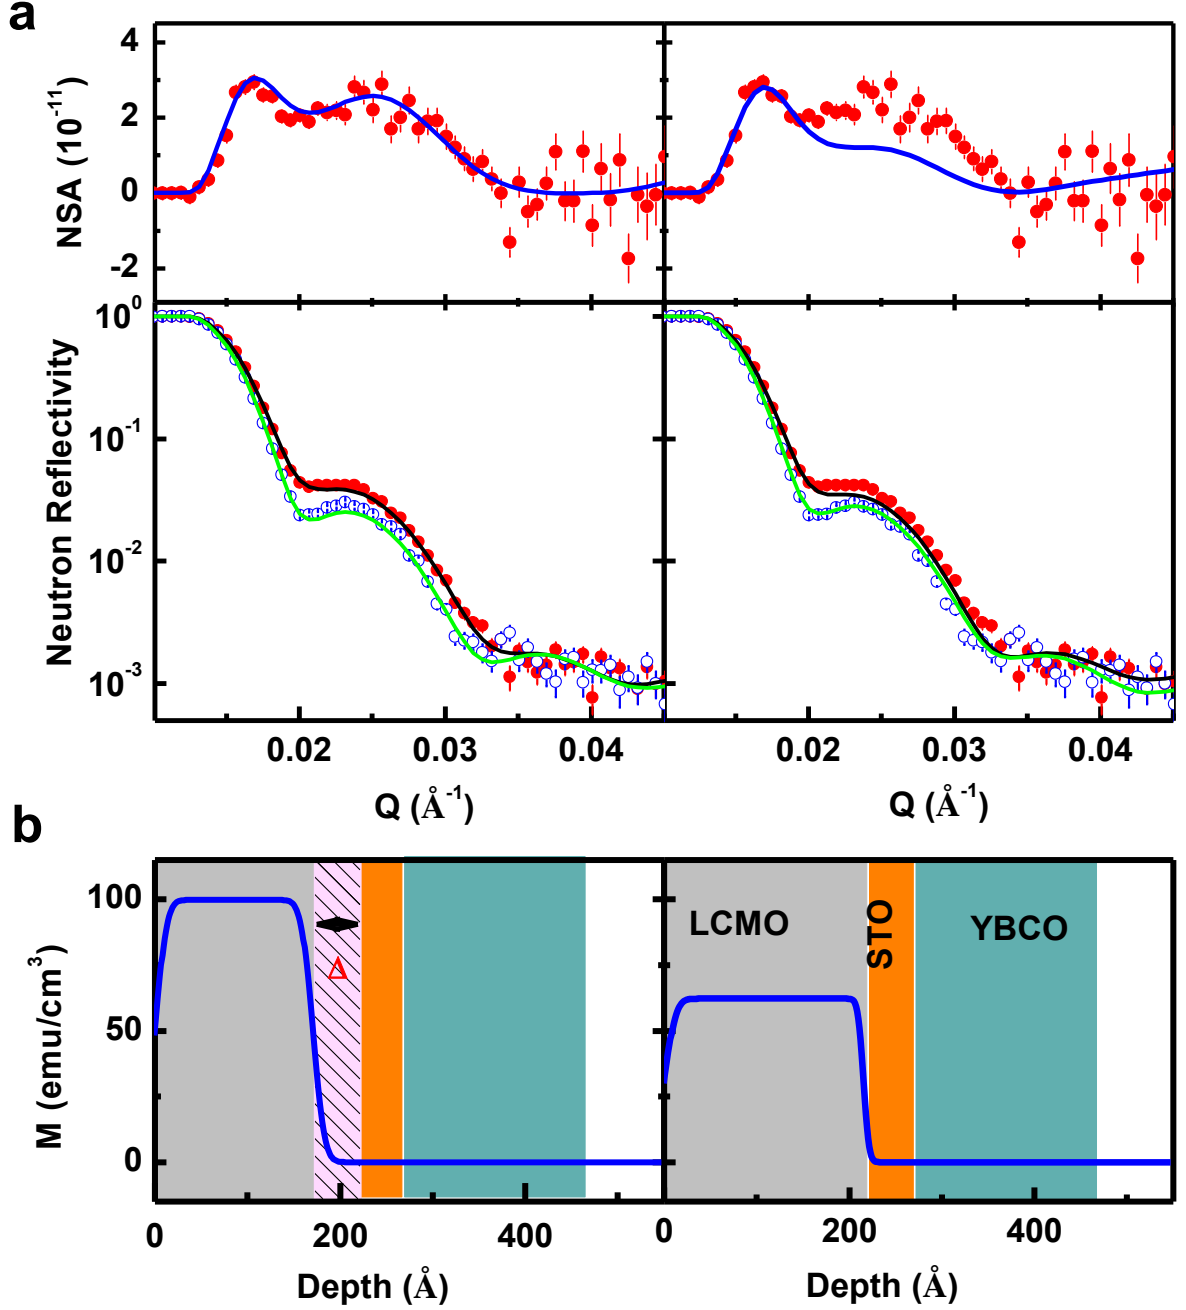 a
4
2
0
-2
NSA (10⁻¹¹)
10⁰
10⁻¹
10⁻²
10⁻³
Neutron Reflectivity
0.02 0.03 0.04 0.02 0.03 0.04
Q (Å⁻¹) Q (Å⁻¹)
b
100
50
0
M (emu/cm³)
Δ
LCMO
STO
YBCO
0 200 400 0 200 400
Depth (Å) Depth (Å)